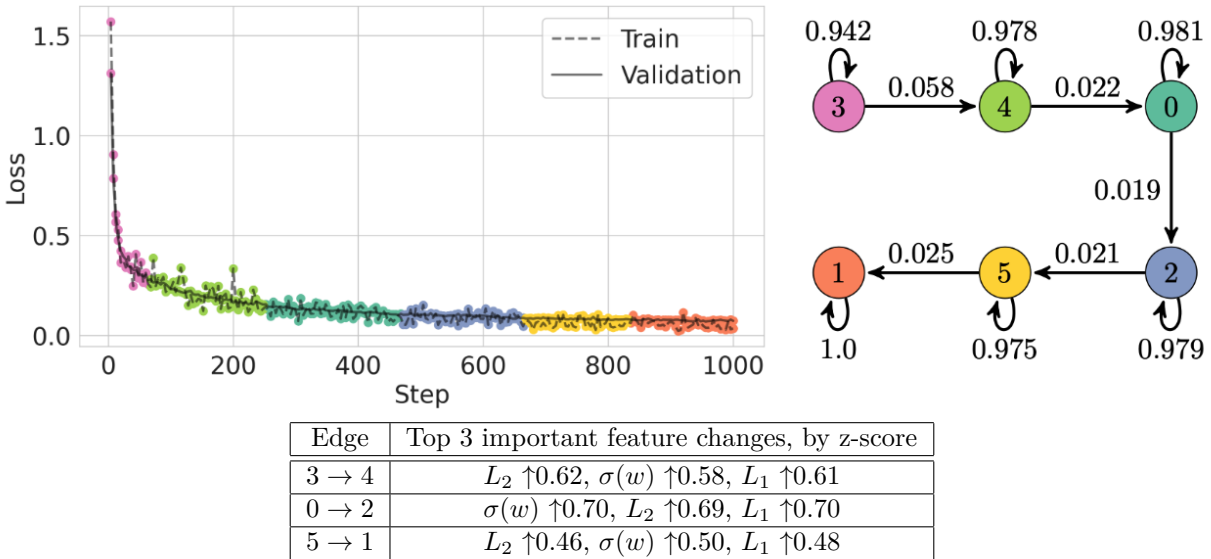 Loss
1.5
1.0
0.5
0.0
0 200 400 600 800 1000
Step
Train
Validation
0.942 0.978 0.981
3 0.058 4 0.022 0
0.019
1 0.025 5 0.021 2
1.0 0.975 0.979
Edge Top 3 important feature changes, by z-score
3 → 4 L₂ ↑0.62, σ(w) ↑0.58, L₁ ↑0.61
0 → 2 σ(w) ↑0.70, L₂ ↑0.69, L₁ ↑0.70
5 → 1 L₂ ↑0.46, σ(w) ↑0.50, L₁ ↑0.48